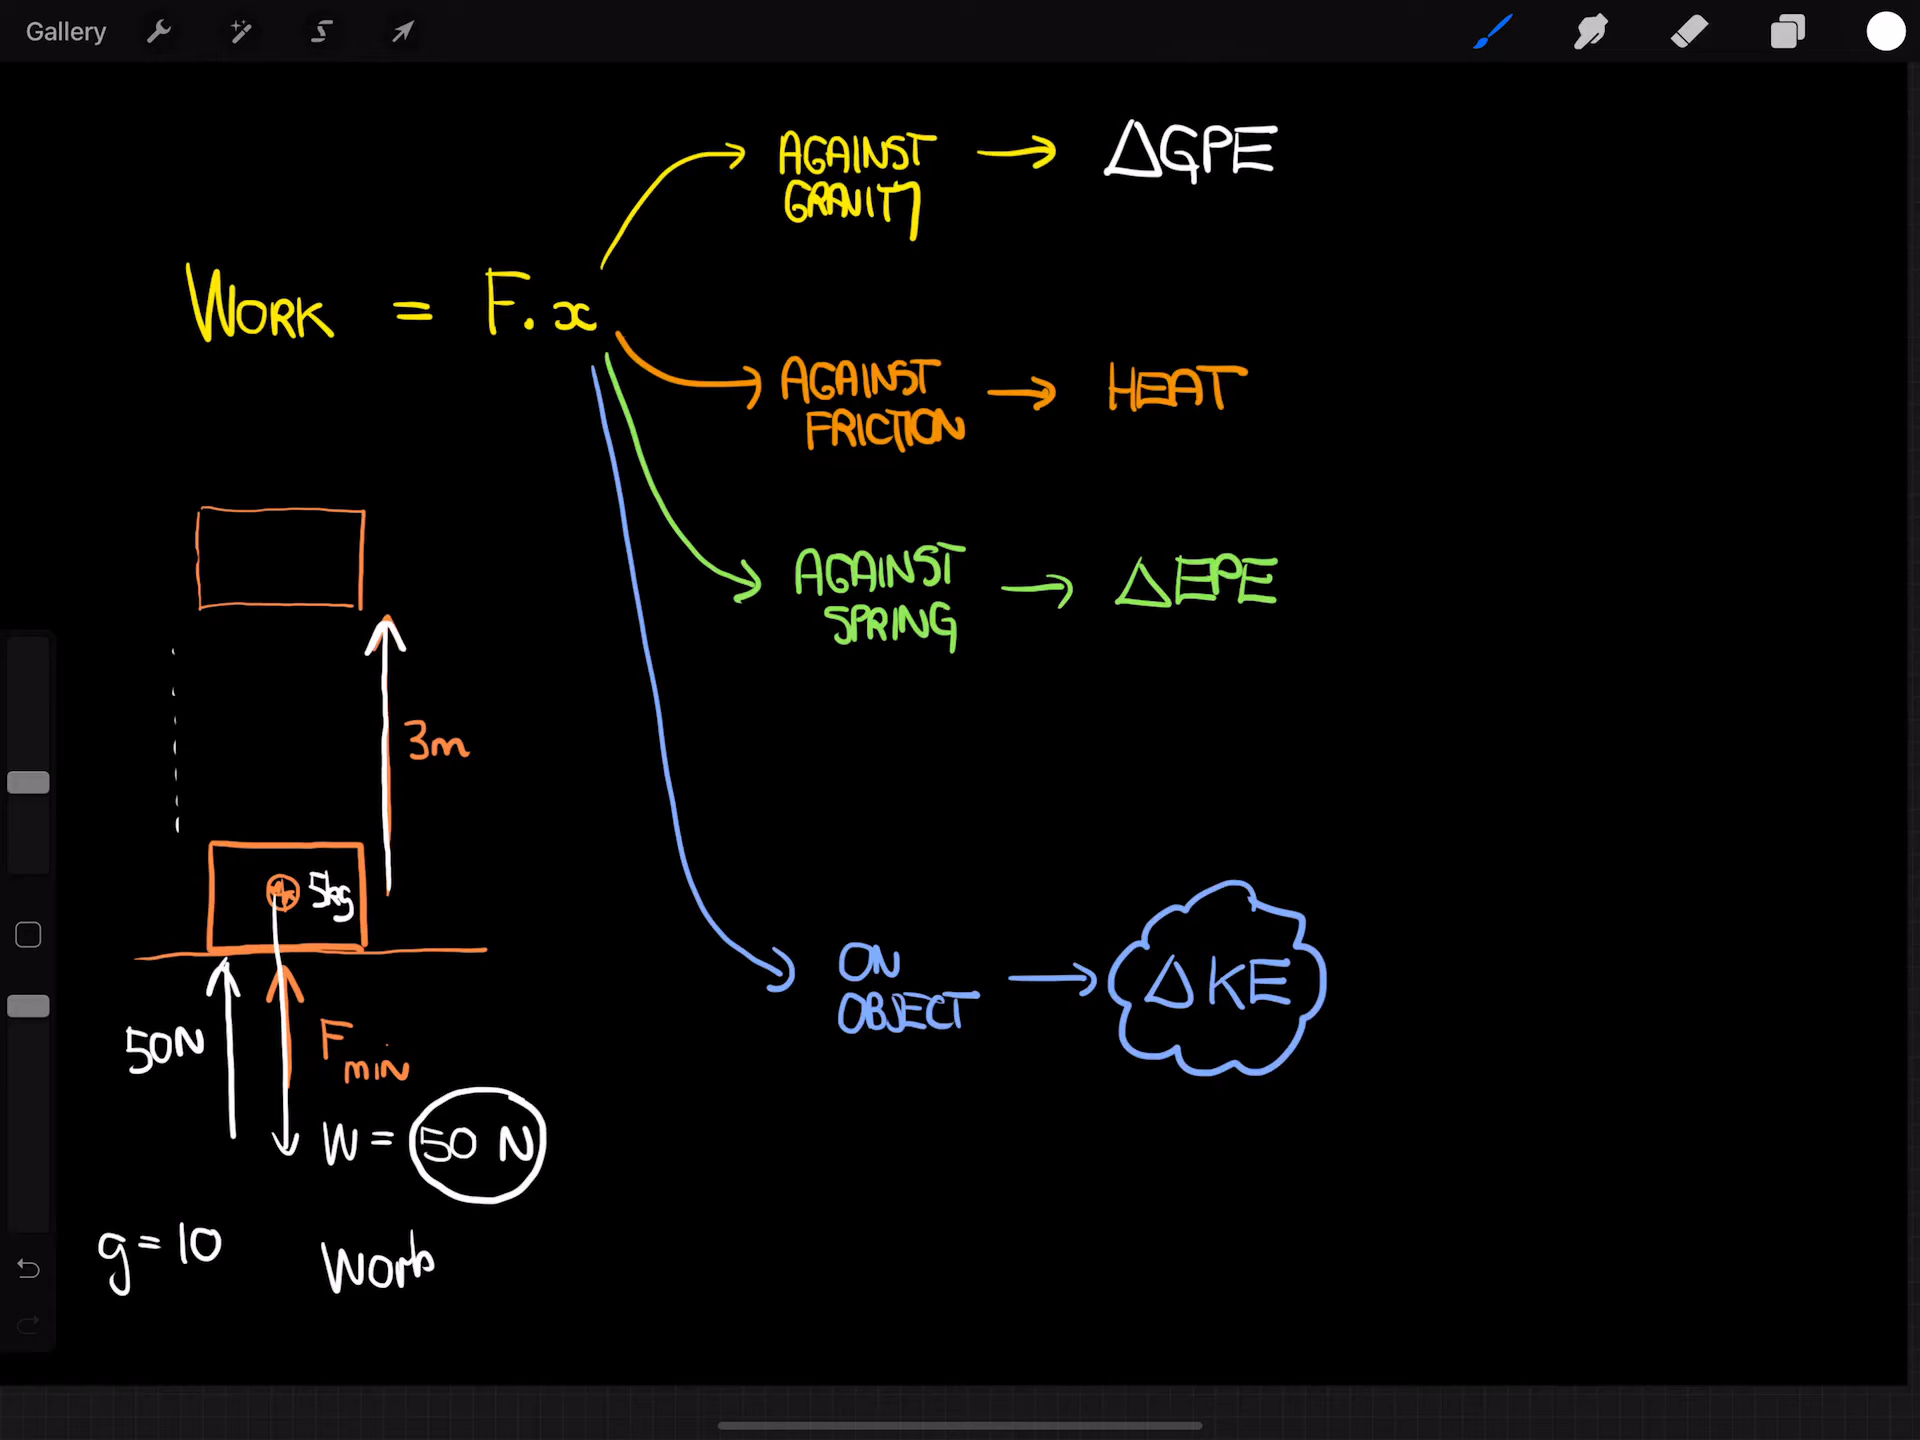 Gallery
AGAINST → ΔGPE
GRAVITY
WORK = F.x
AGAINST → HEAT
FRICTION
AGAINST → ΔEPE
SPRING
3m
5kg
ON → ΔKE
OBJECT
50N
Fmin
W = 50 N
g = 10
Work